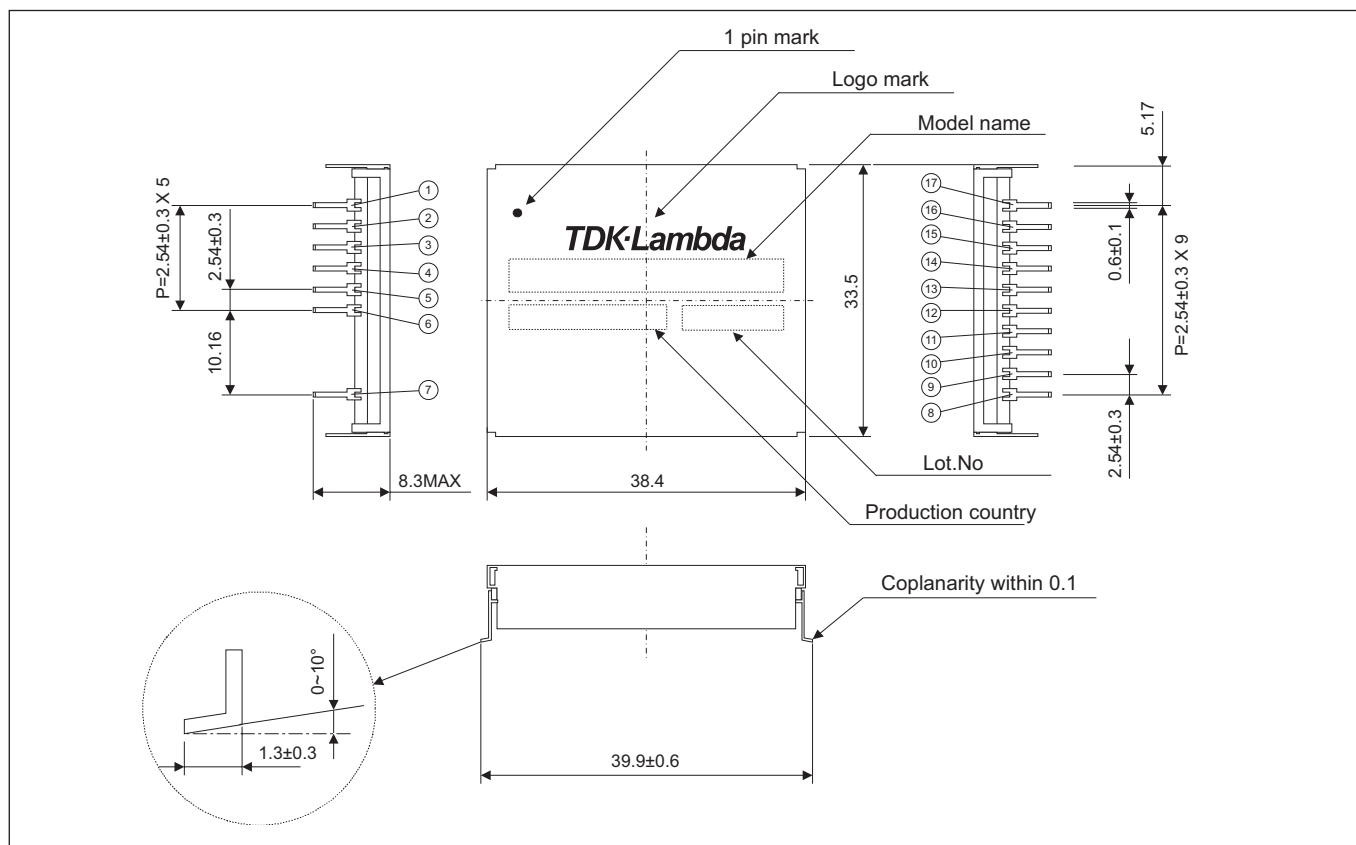 1 pin mark
Logo mark
Model name
5.17
P=2.54±0.3 X 5
2.54±0.3
10.16
1
2
3
4
5
6
7
8.3MAX
TDK·Lambda
38.4
33.5
17
16
15
14
13
12
11
10
9
8
0.6±0.1
P=2.54±0.3 X 9
2.54±0.3
Lot.No
Production country
Coplanarity within 0.1
0~10°
1.3±0.3
39.9±0.6